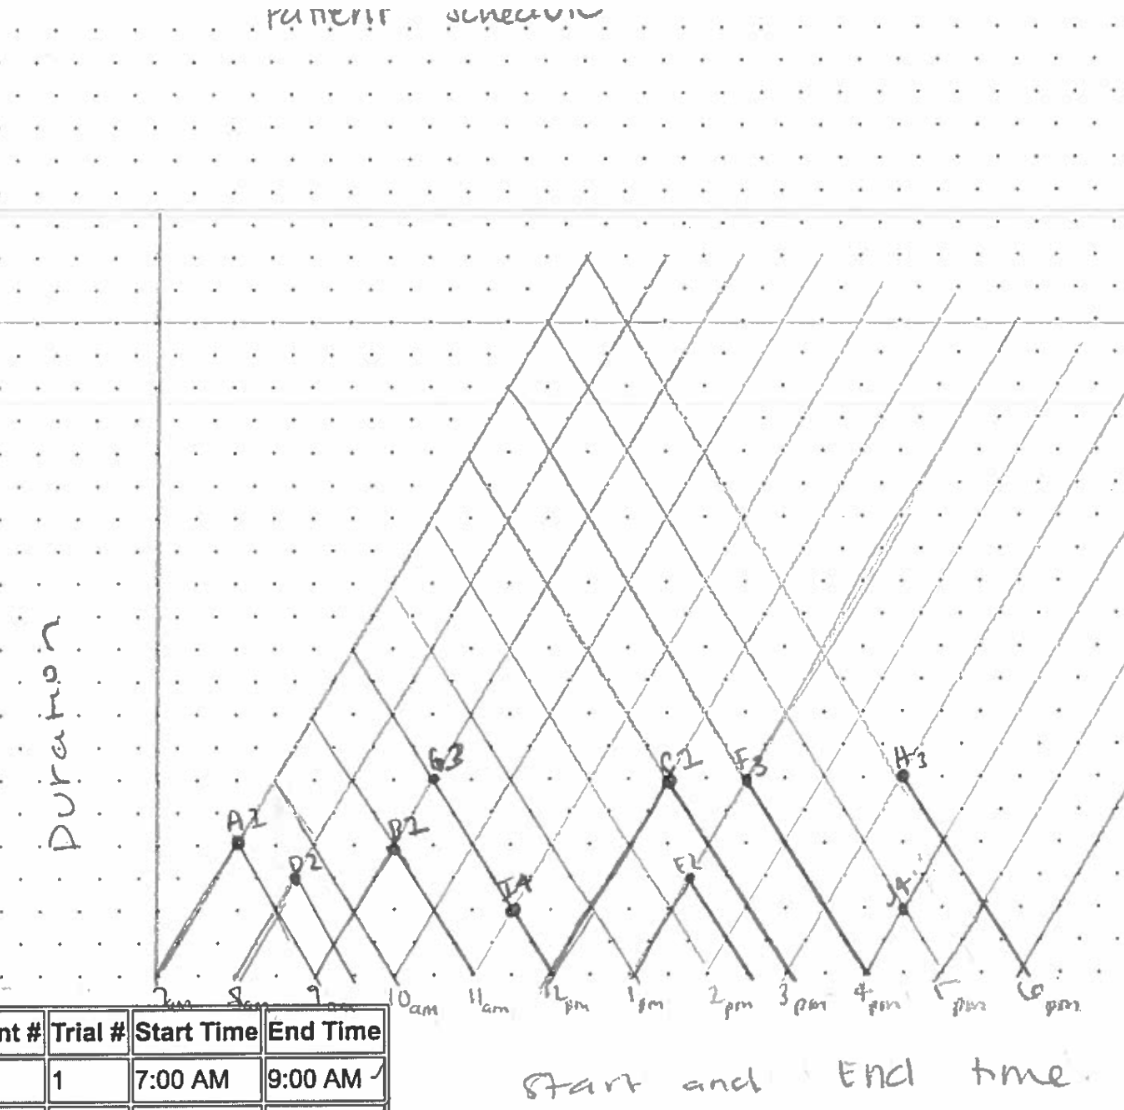 Patient Schedule
G3
C1
F3
H3
A1
B1
D2
E2
I4
J4
Duration
7am 8am 9am 10am 11am 12pm 1pm 2pm 3pm 4pm 5pm 6pm
nt # Trial # Start Time End Time
1 7:00 AM 9:00 AM
Start and End time